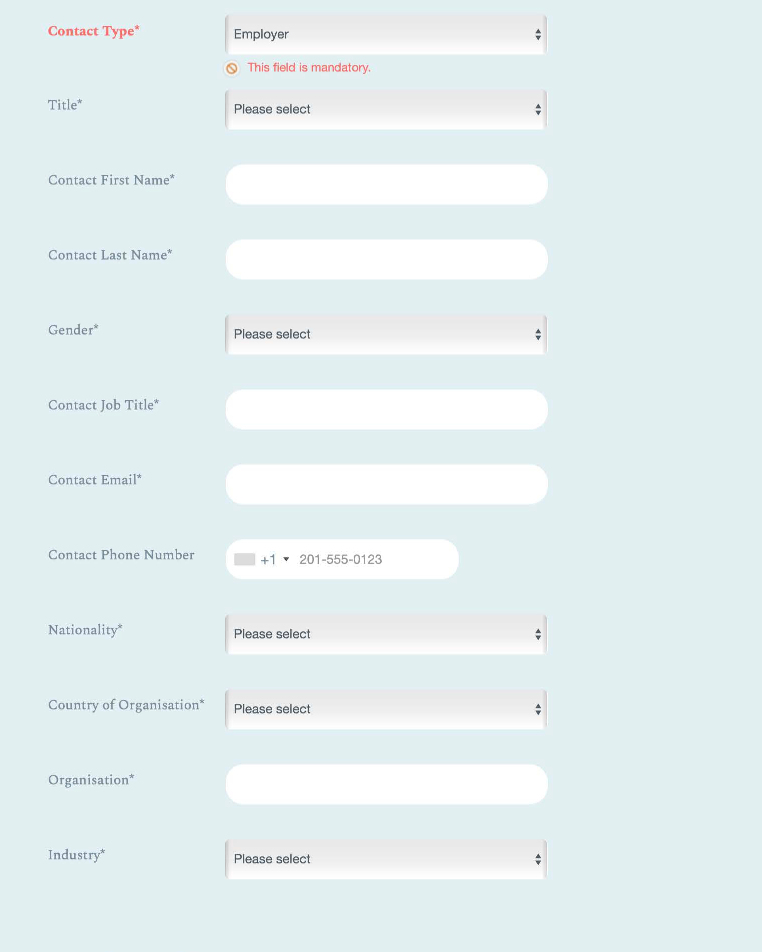 Contact Type*
Employer
This field is mandatory.
Title*
Please select
Contact First Name*
Contact Last Name*
Gender*
Please select
Contact Job Title*
Contact Email*
Contact Phone Number
+1 201-555-0123
Nationality*
Please select
Country of Organisation*
Please select
Organisation*
Industry*
Please select